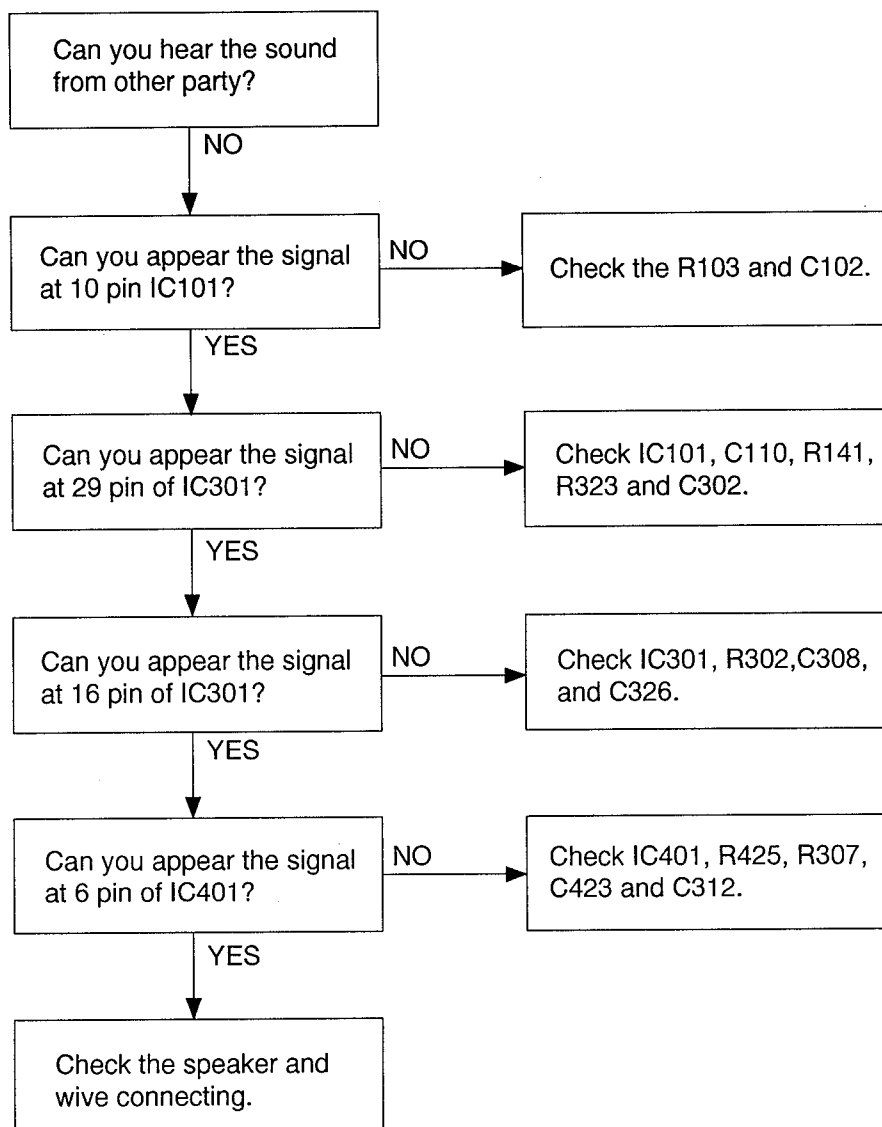 Can you hear the sound
from other party?
NO
Can you appear the signal
at 10 pin IC101?
NO
Check the R103 and C102.
YES
Can you appear the signal
at 29 pin of IC301?
NO
Check IC101, C110, R141,
R323 and C302.
YES
Can you appear the signal
at 16 pin of IC301?
NO
Check IC301, R302,C308,
and C326.
YES
Can you appear the signal
at 6 pin of IC401?
NO
Check IC401, R425, R307,
C423 and C312.
YES
Check the speaker and
wive connecting.